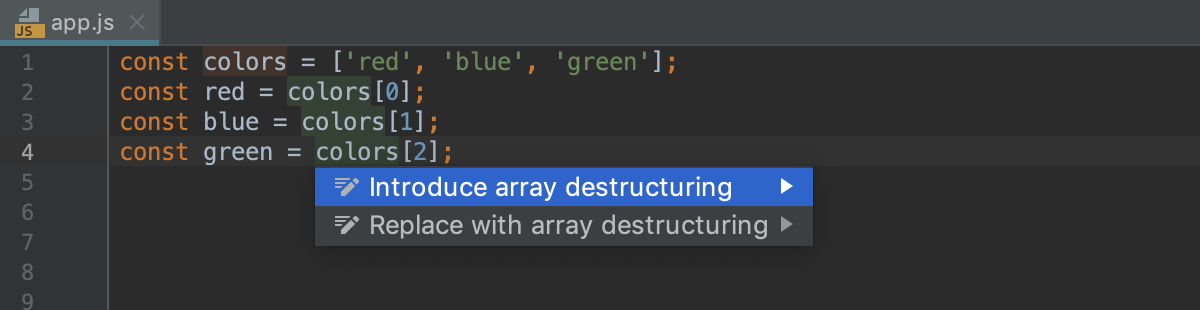 JS app.js
1 const colors = ['red', 'blue', 'green'];
2 const red = colors[0];
3 const blue = colors[1];
4 const green = colors[2];
5 Introduce array destructuring
6 Replace with array destructuring
7
8
9